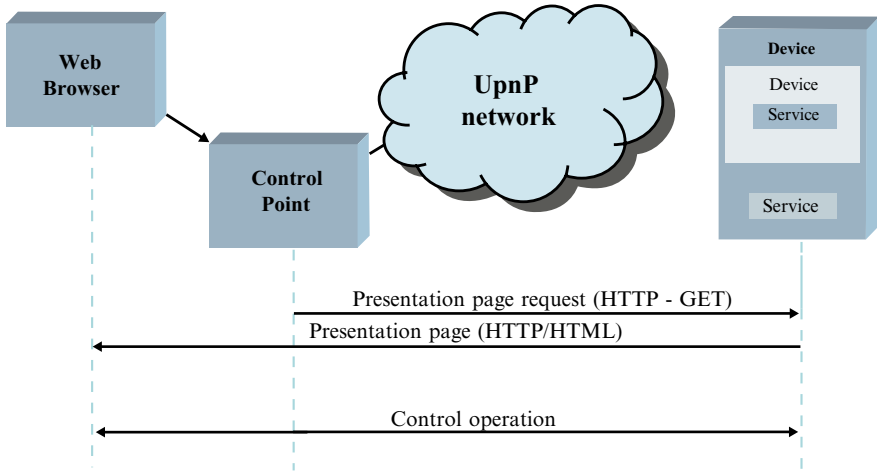 Web
Browser
Control
Point
UpnP
network
Device
Device
Service
Service
Presentation page request (HTTP - GET)
Presentation page (HTTP/HTML)
Control operation